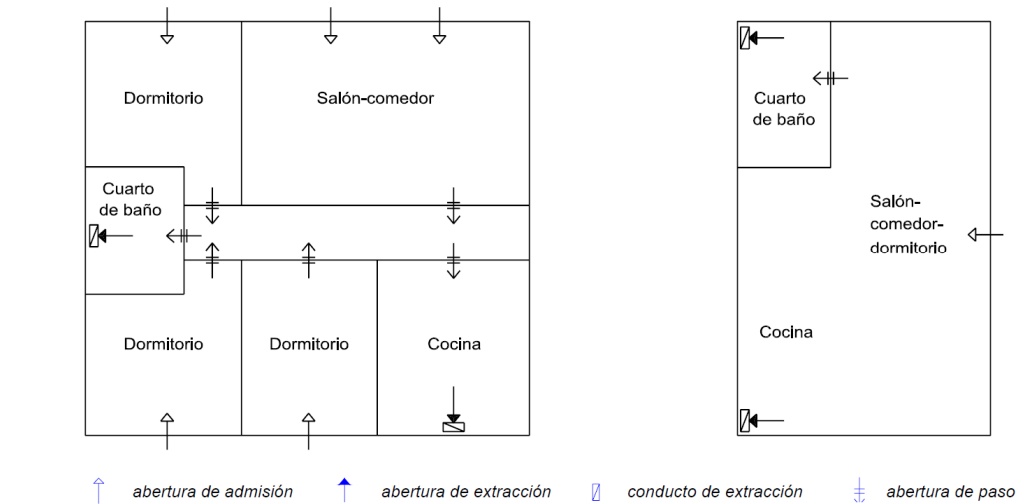 Dormitorio
Salón-comedor
Cuarto
de baño
Dormitorio
Dormitorio
Cocina
Cuarto
de baño
Salón-
comedor-
dormitorio
Cocina
abertura de admisión
abertura de extracción
conducto de extracción
abertura de paso